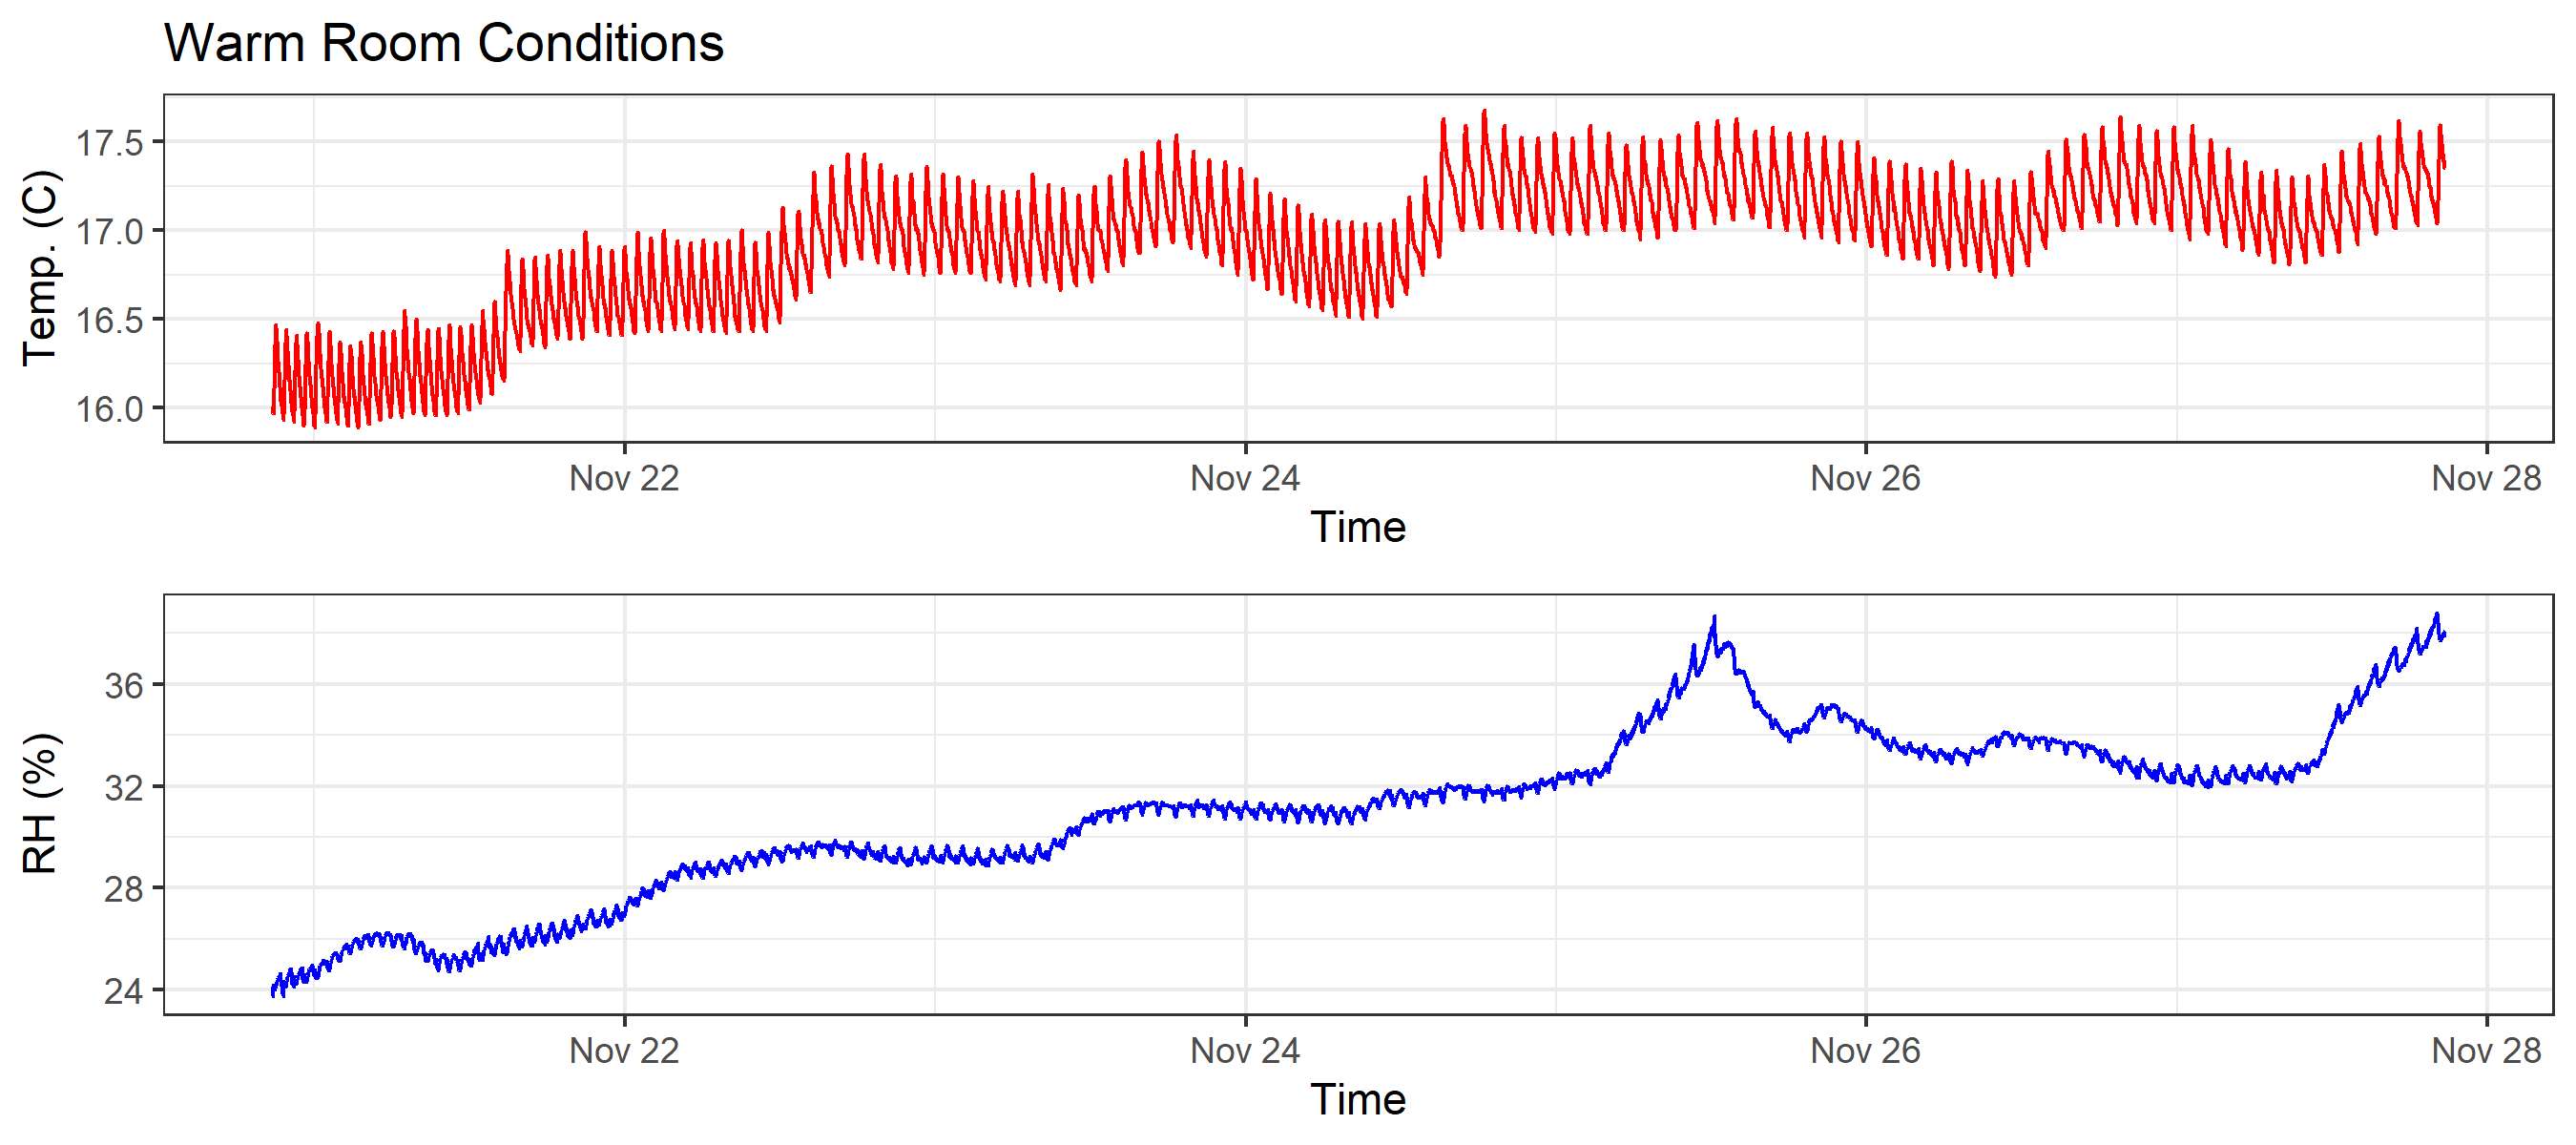 Warm Room Conditions
Temp. (C)
17.5
17.0
16.5
16.0
Nov 22 Nov 24 Nov 26 Nov 28
Time
RH (%)
36
32
28
24
Nov 22 Nov 24 Nov 26 Nov 28
Time